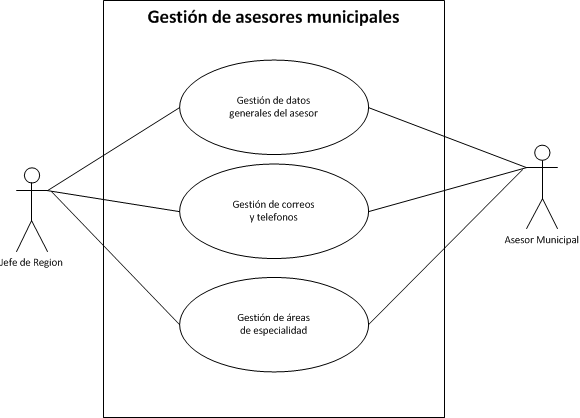 Gestión de asesores municipales
Gestión de datos
generales del asesor
Gestión de correos
y telefonos
Gestión de áreas
de especialidad
Jefe de Region
Asesor Municipal